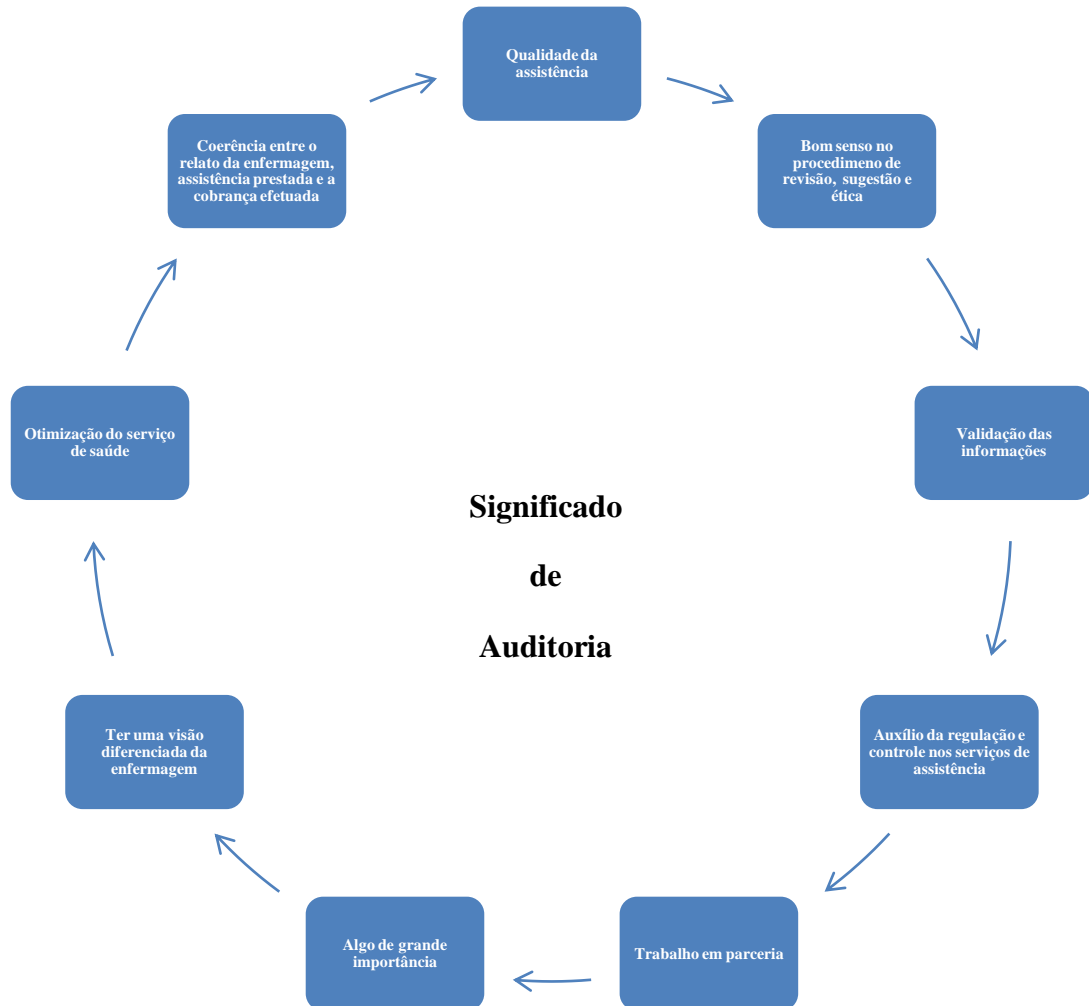 Qualidade da
assistência
Bom senso no
procedimeno de
revisão, sugestão e
ética
Validação das
informações
Auxílio da regulação e
controle nos serviços de
assistência
Trabalho em parceria
Algo de grande
importância
Ter uma visão
diferenciada da
enfermagem
Otimização do serviço
de saúde
Coerência entre o
relato da enfermagem,
assistência prestada e a
cobrança efetuada
Significado
de
Auditoria